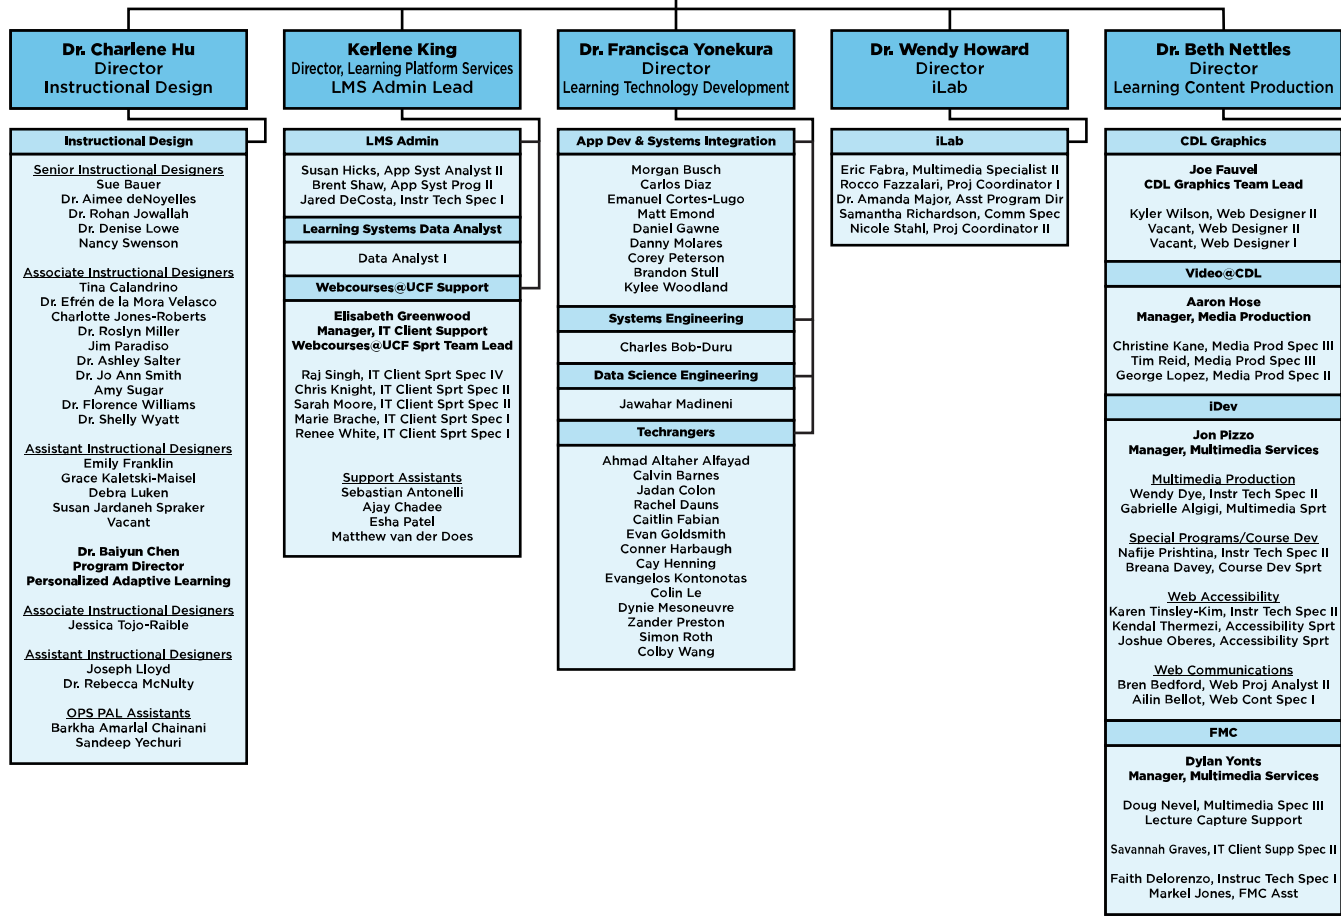 Dr. Charlene Hu
Director
Instructional Design
Instructional Design
Senior Instructional Designers
Sue Bauer
Dr. Aimee deNoyelles
Dr. Rohan Jowallah
Dr. Denise Lowe
Nancy Swenson
Associate Instructional Designers
Tina Calandrino
Dr. Efrén de la Mora Velasco
Charlotte Jones-Roberts
Dr. Roslyn Miller
Jim Paradiso
Dr. Ashley Salter
Dr. Jo Ann Smith
Amy Sugar
Dr. Florence Williams
Dr. Shelly Wyatt
Assistant Instructional Designers
Emily Franklin
Grace Kaletski-Maisel
Debra Luken
Susan Jardaneh Spraker
Vacant
Dr. Baiyun Chen
Program Director
Personalized Adaptive Learning
Associate Instructional Designers
Jessica Tojo-Raible
Assistant Instructional Designers
Joseph Lloyd
Dr. Rebecca McNulty
OPS PAL Assistants
Barkha Amarlal Chainani
Sandeep Yechuri
Kerlene King
Director, Learning Platform Services
LMS Admin Lead
LMS Admin
Susan Hicks, App Syst Analyst II
Brent Shaw, App Syst Prog II
Jared DeCosta, Instr Tech Spec I
Learning Systems Data Analyst
Data Analyst I
Webcourses@UCF Support
Elisabeth Greenwood
Manager, IT Client Support
Webcourses@UCF Sprt Team Lead
Raj Singh, IT Client Sprt Spec IV
Chris Knight, IT Client Sprt Spec II
Sarah Moore, IT Client Sprt Spec II
Marie Brache, IT Client Sprt Spec I
Renee White, IT Client Sprt Spec I
Support Assistants
Sebastian Antonelli
Ajay Chadee
Esha Patel
Matthew van der Does
Dr. Francisca Yonekura
Director
Learning Technology Development
App Dev & Systems Integration
Morgan Busch
Carlos Diaz
Emanuel Cortes-Lugo
Matt Emond
Daniel Gawne
Danny Molares
Corey Peterson
Brandon Stull
Kylee Woodland
Systems Engineering
Charles Bob-Duru
Data Science Engineering
Jawahar Madineni
Techrangers
Ahmad Altaher Alfayad
Calvin Barnes
Jadan Colon
Rachel Dauns
Caitlin Fabian
Evan Goldsmith
Conner Harbaugh
Cay Henning
Evangelos Kontonotas
Colin Le
Dynie Mesoneuvre
Zander Preston
Simon Roth
Colby Wang
Dr. Wendy Howard
Director
iLab
iLab
Eric Fabra, Multimedia Specialist II
Rocco Fazzalari, Proj Coordinator I
Dr. Amanda Major, Asst Program Dir
Samantha Richardson, Comm Spec
Nicole Stahl, Proj Coordinator II
Dr. Beth Nettles
Director
Learning Content Production
CDL Graphics
Joe Fauvel
CDL Graphics Team Lead
Kyler Wilson, Web Designer II
Vacant, Web Designer II
Vacant, Web Designer I
Video@CDL
Aaron Hose
Manager, Media Production
Christine Kane, Media Prod Spec III
Tim Reid, Media Prod Spec III
George Lopez, Media Prod Spec II
iDev
Jon Pizzo
Manager, Multimedia Services
Multimedia Production
Wendy Dye, Instr Tech Spec II
Gabrielle Algigi, Multimedia Sprt
Special Programs/Course Dev
Nafije Prishtina, Instr Tech Spec II
Breana Davey, Course Dev Sprt
Web Accessibility
Karen Tinsley-Kim, Instr Tech Spec II
Kendal Thermezi, Accessibility Sprt
Joshue Oberes, Accessibility Sprt
Web Communications
Bren Bedford, Web Proj Analyst II
Ailin Bellot, Web Cont Spec I
FMC
Dylan Yonts
Manager, Multimedia Services
Doug Nevel, Multimedia Spec III
Lecture Capture Support
Savannah Graves, IT Client Supp Spec II
Faith Delorenzo, Instruc Tech Spec I
Markel Jones, FMC Asst